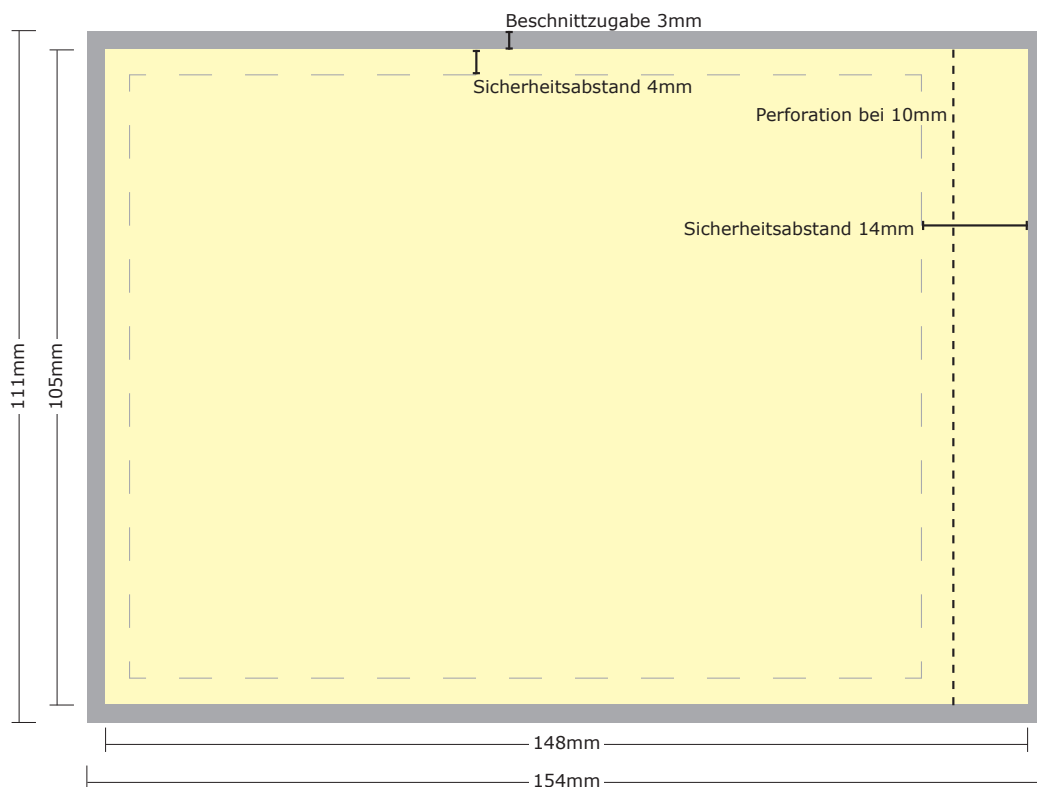 Beschnittzugabe 3mm
Sicherheitsabstand 4mm
Perforation bei 10mm
Sicherheitsabstand 14mm
111mm
105mm
148mm
154mm